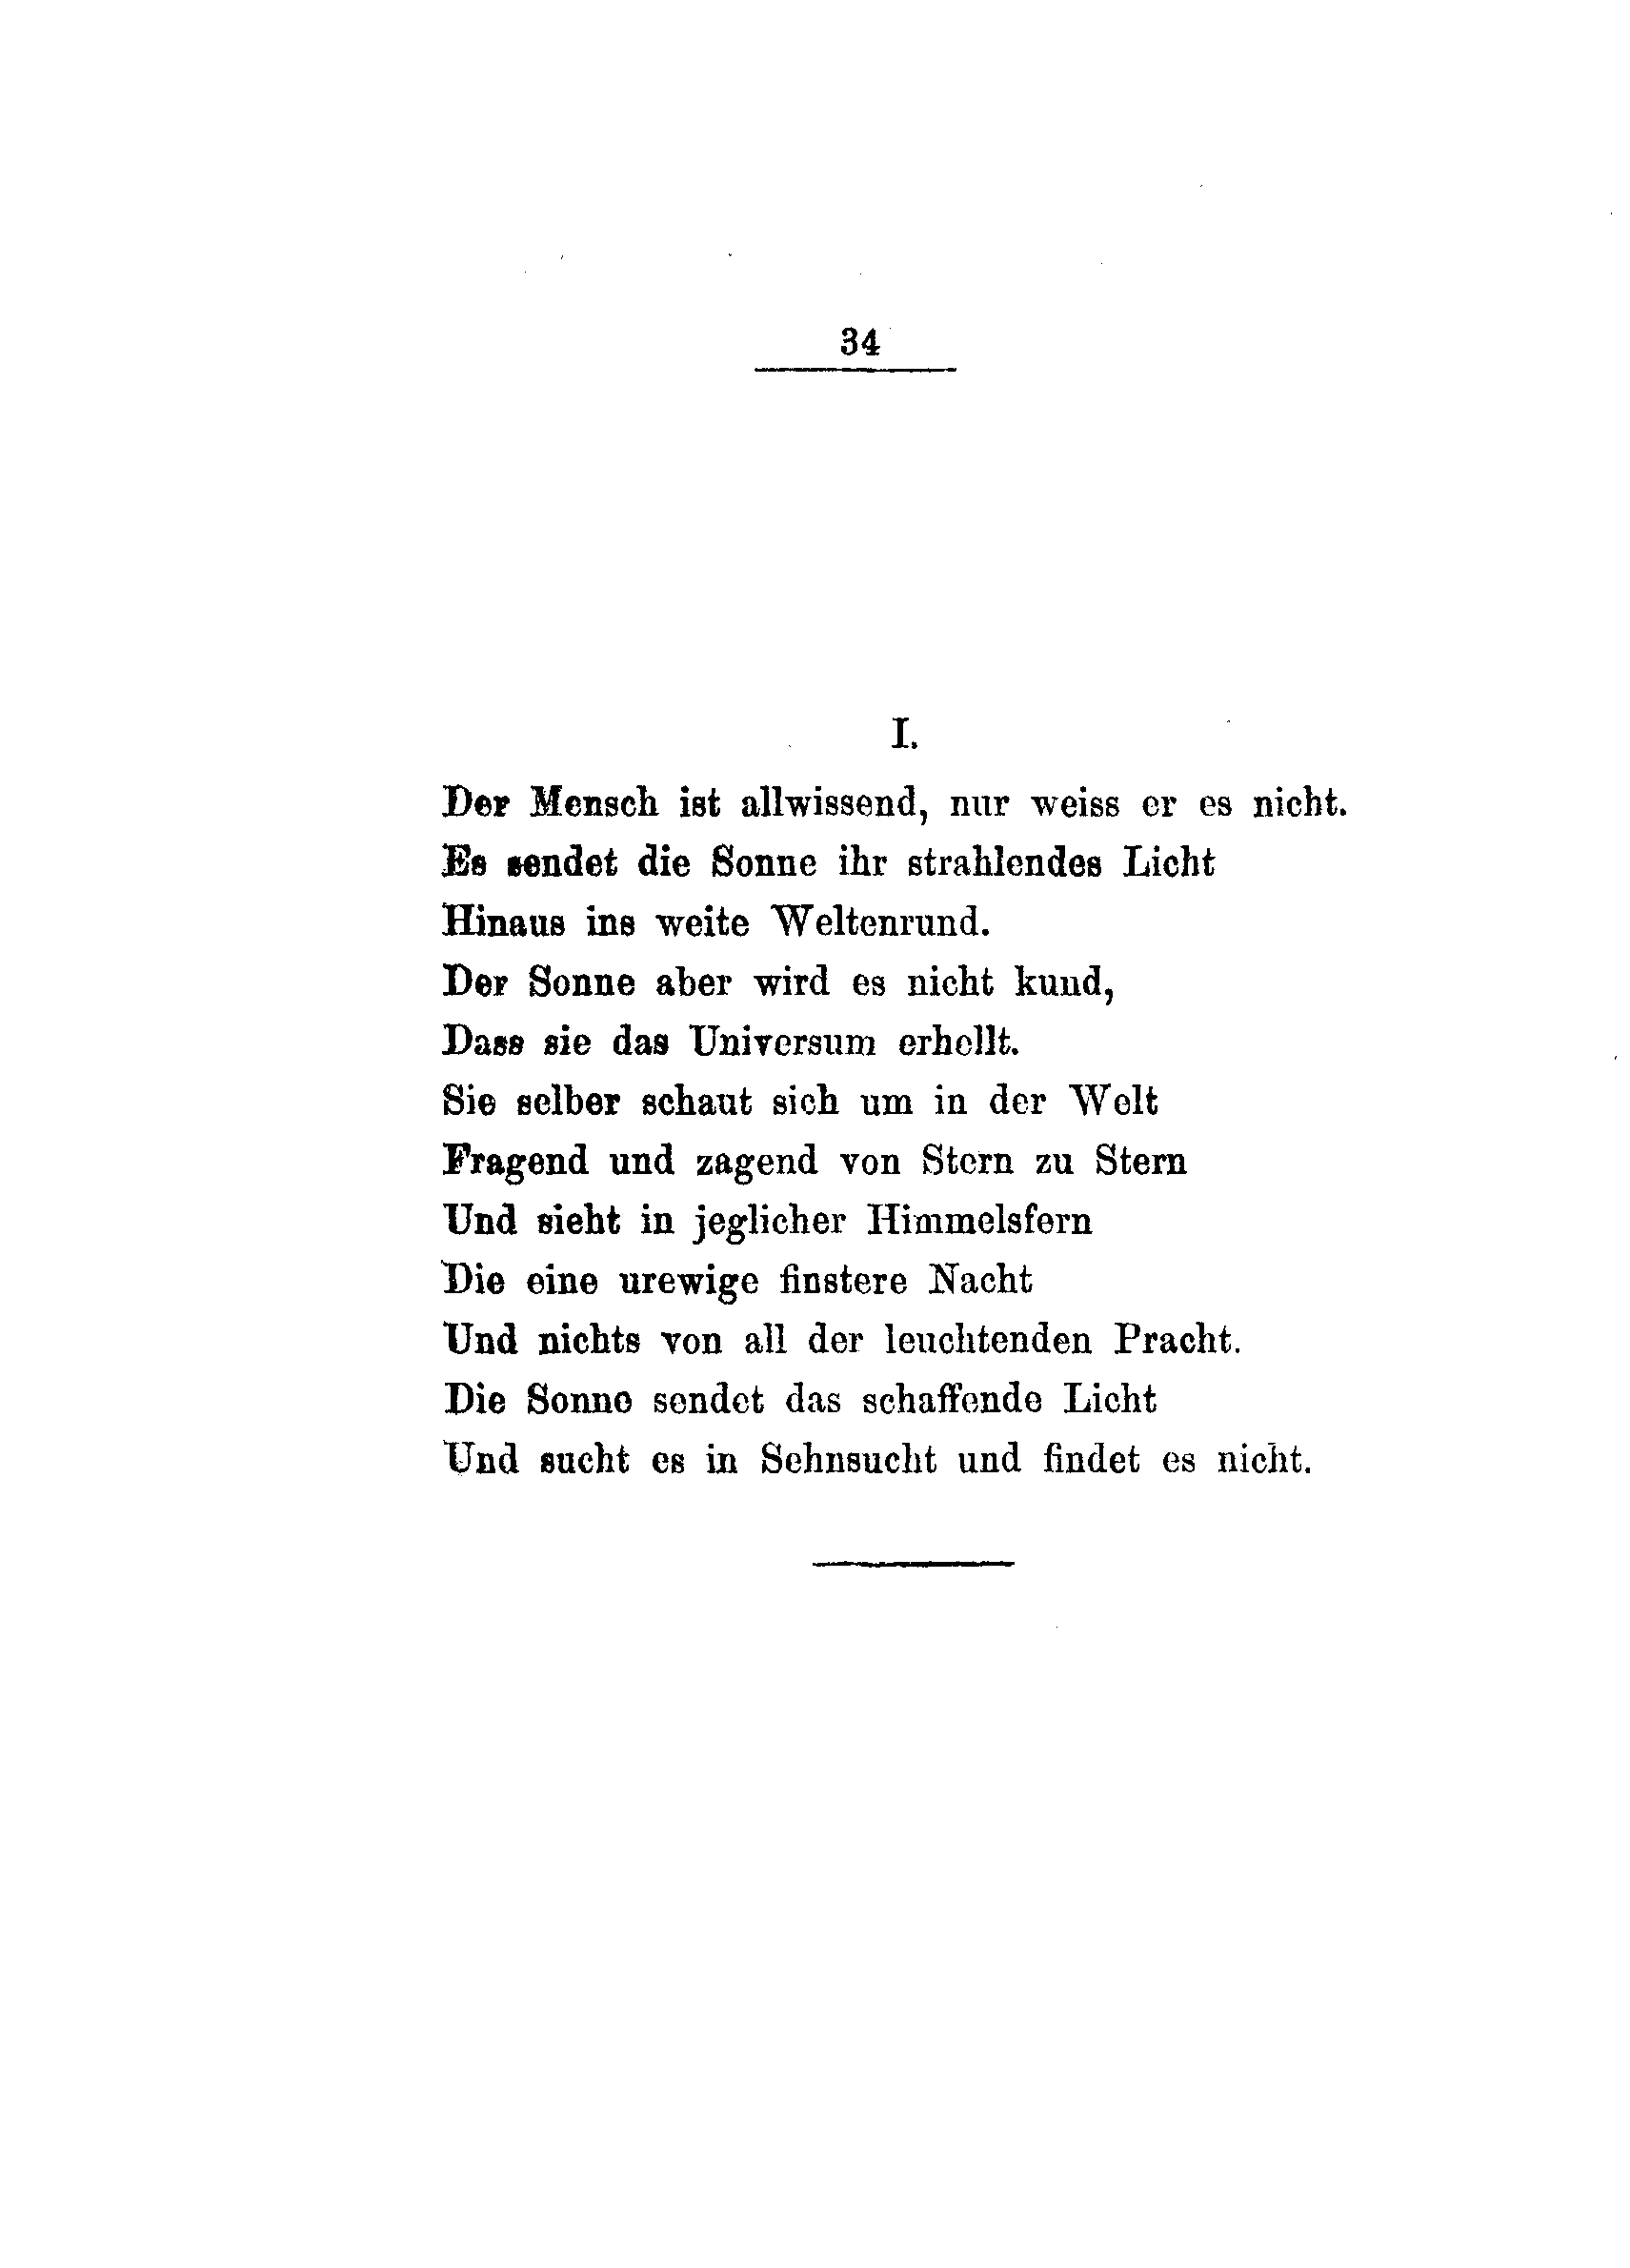 34
I.
Der Mensch ist allwissend, nur weiss er es nicht.
Es sendet die Sonne ihr strahlendes Licht
Hinaus ins weite Weltenrund.
Der Sonne aber wird es nicht kund,
Dass sie das Universum erhellt.
Sie selber schaut sich um in der Welt
Fragend und zagend von Stern zu Stern
Und sieht in jeglicher Himmelsfern
Die eine urewige finstere Nacht
Und nichts von all der leuchtenden Pracht.
Die Sonne sendet das schaffende Licht
Und sucht es in Sehnsucht und findet es nicht.